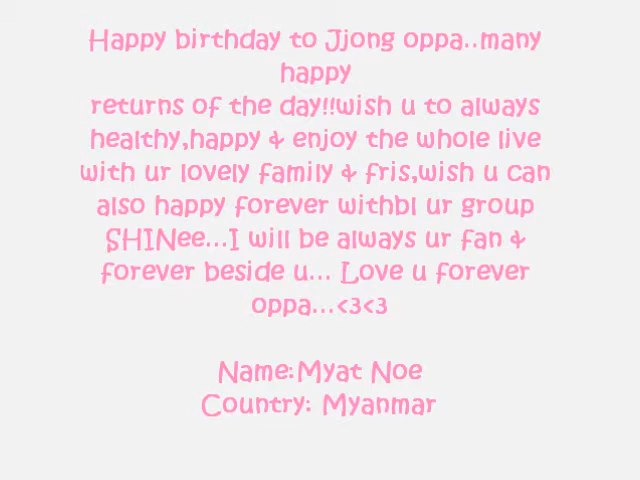 Happy birthday to Jjong oppa..many
happy
returns of the day!!wish u to always
healthy,happy & enjoy the whole live
with ur lovely family & fris,wish u can
also happy forever withbl ur group
SHINee...I will be always ur fan &
forever beside u... Love u forever
oppa...<3<3
Name:Myat Noe
Country: Myanmar